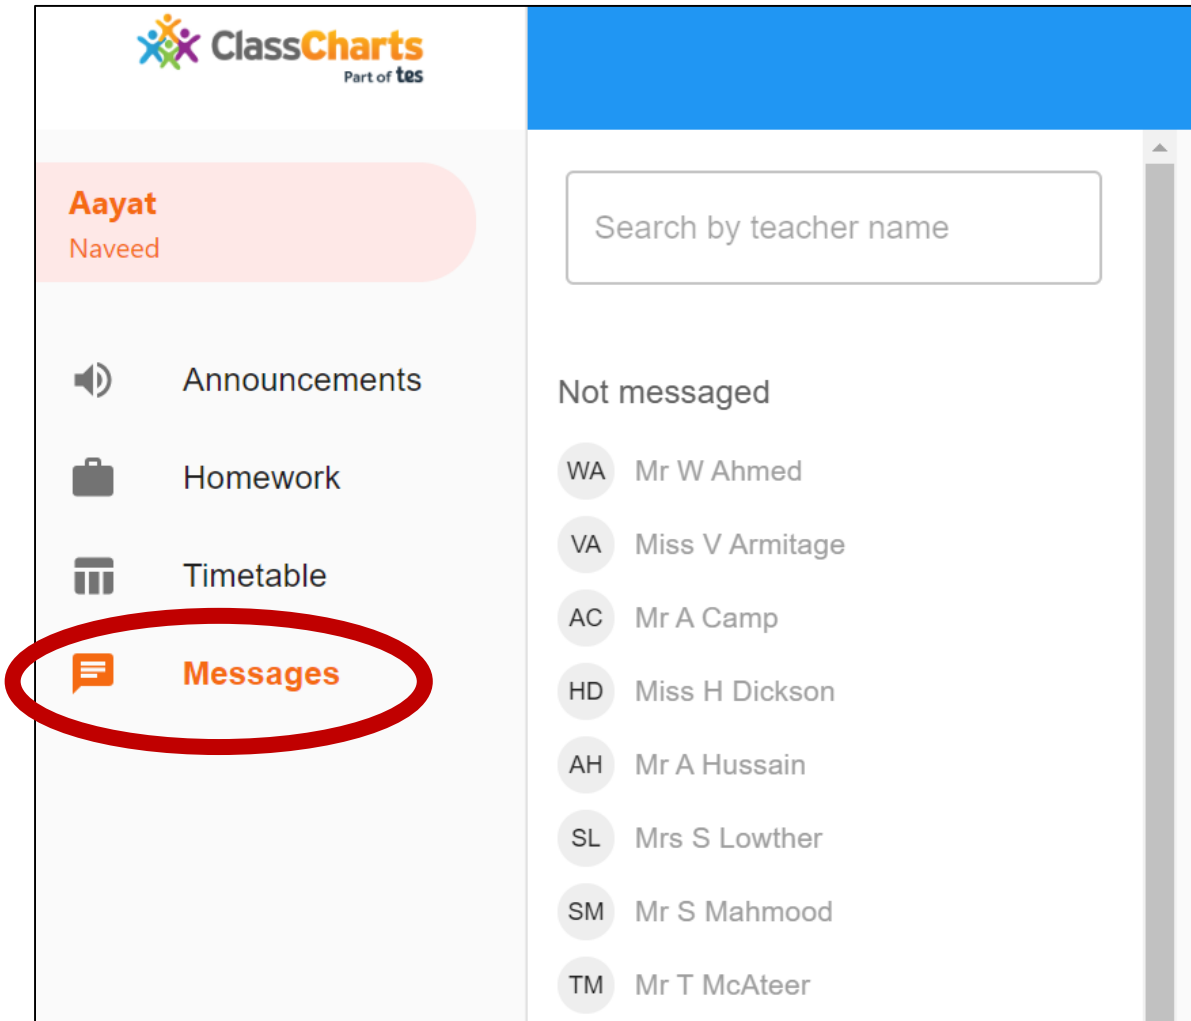 ClassCharts
Part of tes
Aayat
Naveed
Announcements
Homework
Timetable
Messages
Search by teacher name
Not messaged
WA Mr W Ahmed
VA Miss V Armitage
AC Mr A Camp
HD Miss H Dickson
AH Mr A Hussain
SL Mrs S Lowther
SM Mr S Mahmood
TM Mr T McAteer